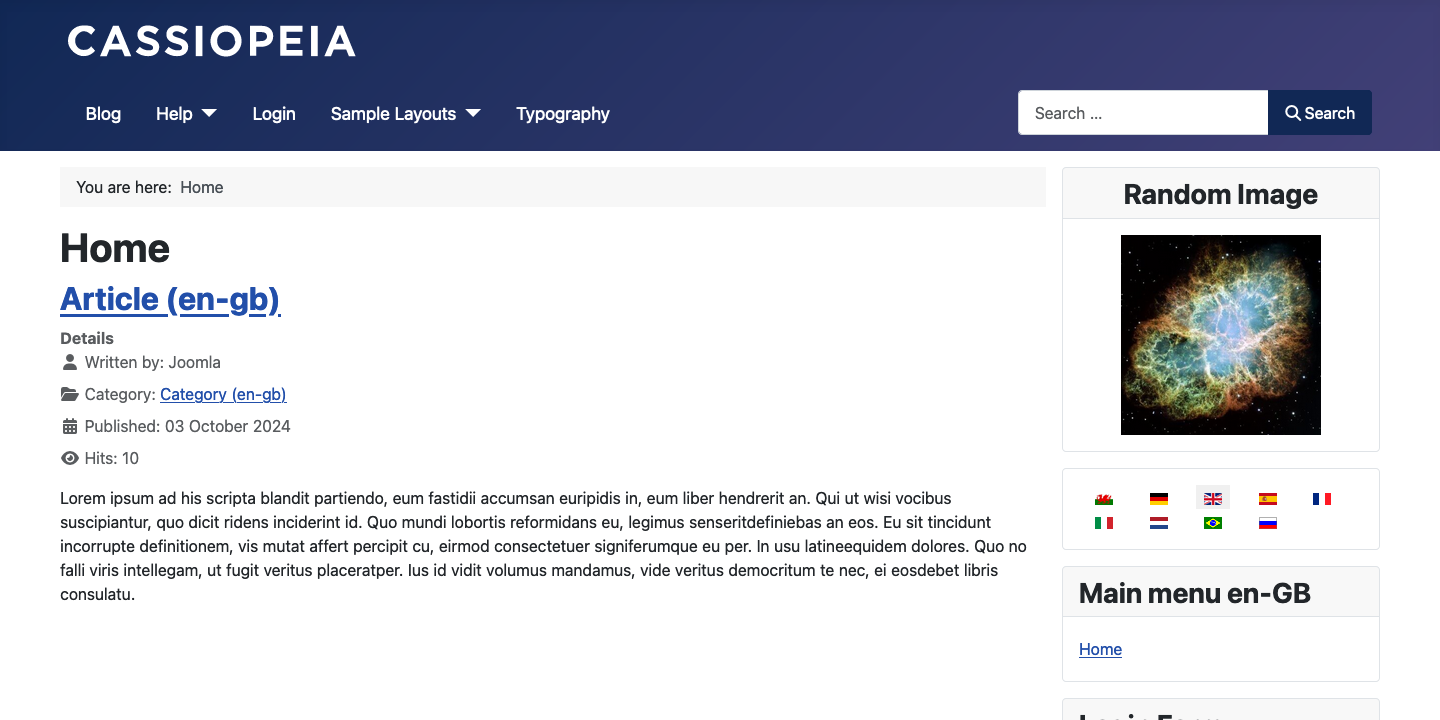 CASSIOPEIA
Blog Help Login Sample Layouts Typography
Search ...
Search
You are here: Home
Home
Article (en-gb)
Details
Written by: Joomla
Category: Category (en-gb)
Published: 03 October 2024
Hits: 10
Lorem ipsum ad his scripta blandit partiendo, eum fastidii accumsan euripidis in, eum liber hendrerit an. Qui ut wisi vocibus
suscipiantur, quo dicit ridens inciderint id. Quo mundi lobortis reformidans eu, legimus senseritdefiniebas an eos. Eu sit tincidunt
incorrupte definitionem, vis mutat affert percipit cu, eirmod consectetuer signiferumque eu per. In usu latineequidem dolores. Quo no
falli viris intellegam, ut fugit veritus placeratper. Ius id vidit volumus mandamus, vide veritus democritum te nec, ei eosdebet libris
consulatu.
Random Image
Main menu en-GB
Home